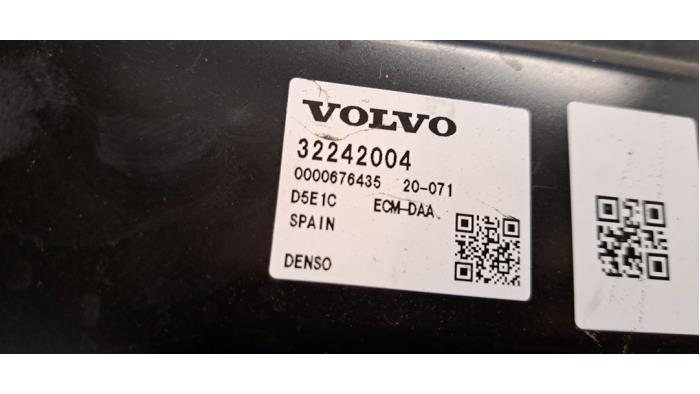 VOLVO
32242004
0000676435 20-071
D5E1C ECM-DAA
SPAIN
DENSO